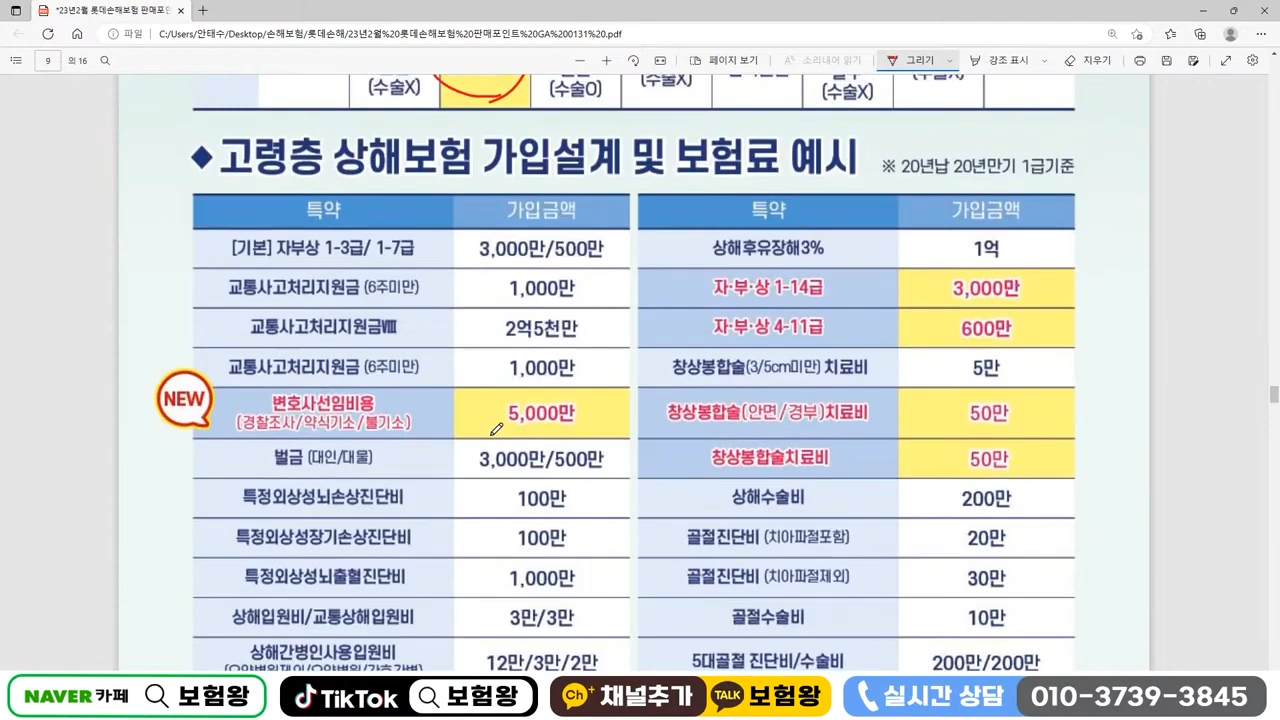 *23년2월 롯데손해보험 판매포인트
파일 C:/Users/안태수/Desktop/손해보험/롯데손해/23년2월%20롯데손해보험%20판매포인트%20GA%200131%20.pdf
9 의 16 페이지 보기 소리내어 읽기 그리기 강조 표시 지우기
(수술X) (수술O) (수술X) (수술X)
◆ 고령층 상해보험 가입설계 및 보험료 예시 ※ 20년납 20년만기 1급기준
특약 가입금액 특약 가입금액
[기본] 자부상 1-3급/ 1-7급 3,000만/500만 상해후유장해3% 1억
교통사고처리지원금 (6주미만) 1,000만 자·부·상 1-14급 3,000만
교통사고처리지원금Ⅷ 2억5천만 자·부·상 4-11급 600만
교통사고처리지원금 (6주미만) 1,000만 창상봉합술(3/5cm미만) 치료비 5만
NEW 변호사선임비용 5,000만 창상봉합술(안면/경부)치료비 50만
(경찰조사/약식기소/불기소)
벌금 (대인/대물) 3,000만/500만 창상봉합술치료비 50만
특정외상성뇌손상진단비 100만 상해수술비 200만
특정외상성장기손상진단비 100만 골절진단비 (치아파절포함) 20만
특정외상성뇌출혈진단비 1,000만 골절진단비 (치아파절제외) 30만
상해입원비/교통상해입원비 3만/3만 골절수술비 10만
상해간병인사용입원비 12만/3만/2만 5대골절 진단비/수술비 200만/200만
NAVER 카페 보험왕 TikTok 보험왕 Ch+ 채널추가 TALK 보험왕 실시간 상담 010-3739-3845